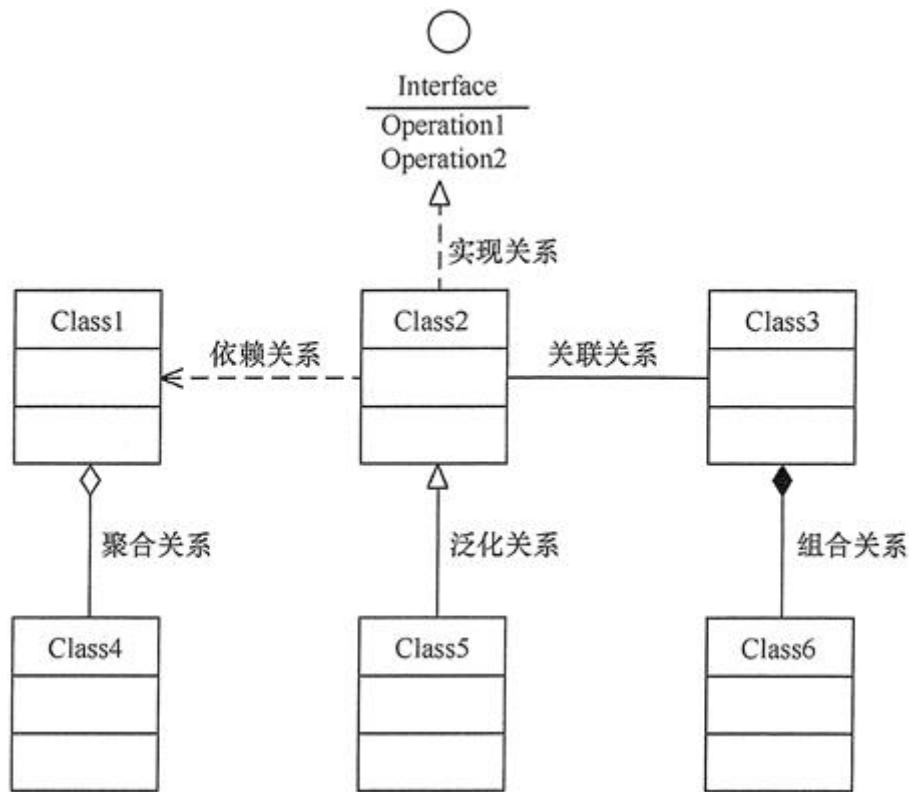 Interface
Operation1
Operation2
实现关系
Class1
Class2
Class3
依赖关系
关联关系
聚合关系
泛化关系
组合关系
Class4
Class5
Class6